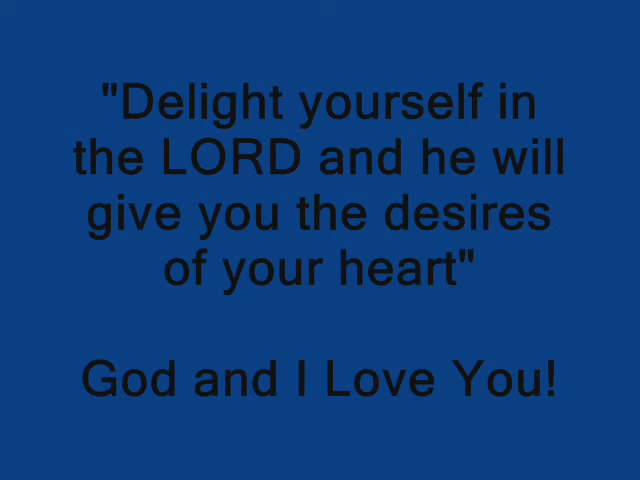 "Delight yourself in
the LORD and he will
give you the desires
of your heart"
God and I Love You!